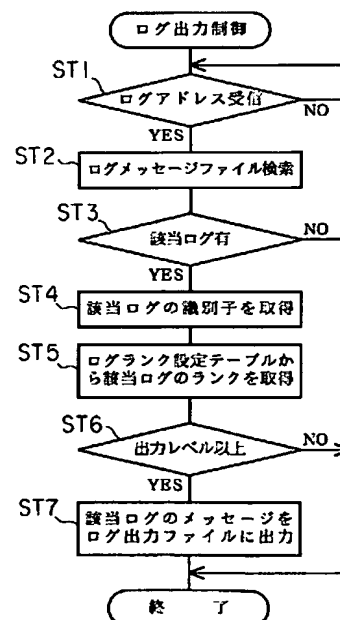 ログ出力制御
ST1
ログアドレス受信
NO
YES
ST2
ログメッセージファイル検索
ST3
該当ログ有
NO
YES
ST4
該当ログの識別子を取得
ST5
ログランク設定テーブルから
該当ログのランクを取得
ST6
出力レベル以上
NO
YES
ST7
該当ログのメッセージを
ログ出力ファイルに出力
終 了